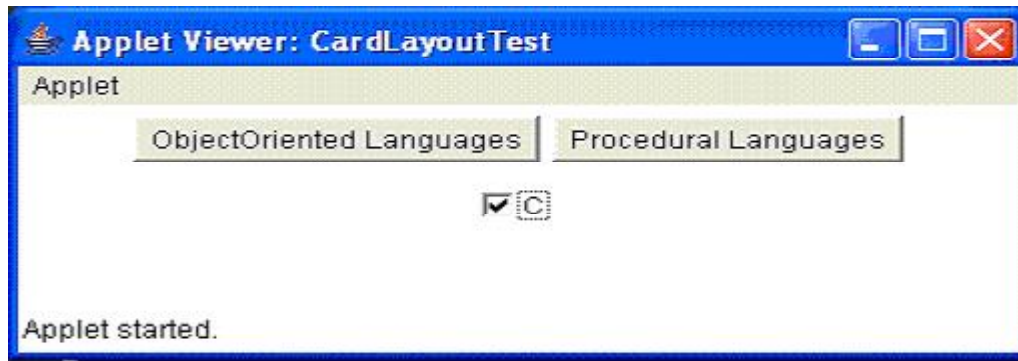 Applet Viewer: CardLayoutTest
Applet
ObjectOriented Languages Procedural Languages
C
Applet started.